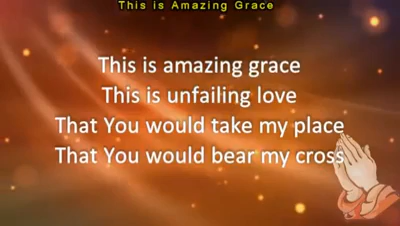 This is Amazing Grace
This is amazing grace
This is unfailing love
That You would take my place
That You would bear my cross